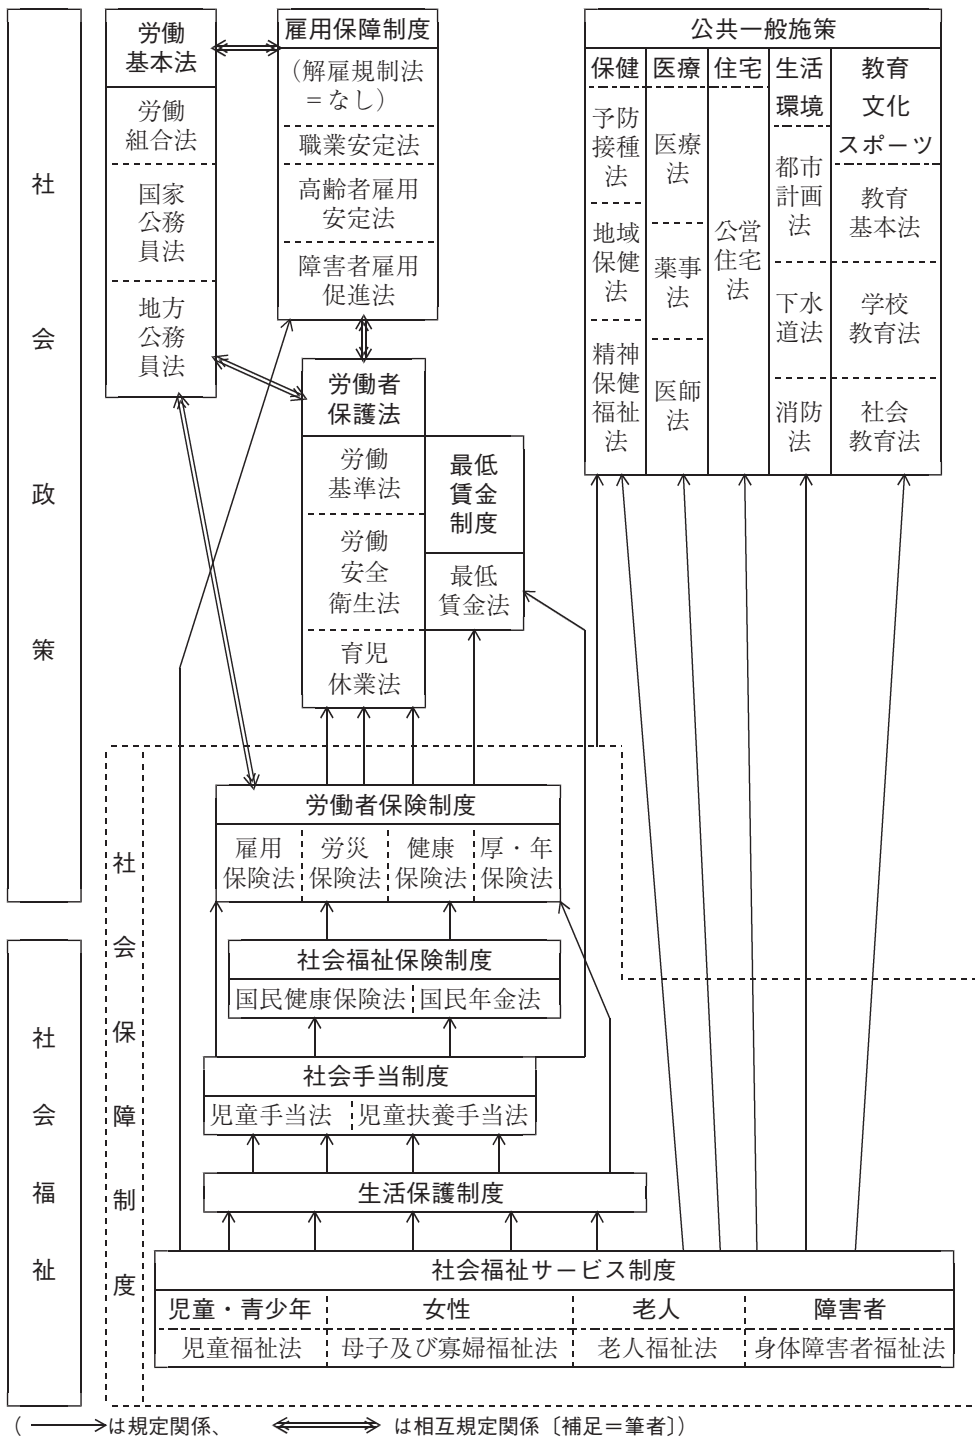 社会政策
社会福祉
社会保障制度
労働
基本法
労働
組合法
国家
公務
員法
地方
公務
員法
雇用保障制度
（解雇規制法
＝なし）
職業安定法
高齢者雇用
安定法
障害者雇用
促進法
労働者
保護法
労働
基準法
労働
安全
衛生法
育児
休業法
最低
賃金
制度
最低
賃金法
公共一般施策
保健
予防
接種
法
地域
保健
法
精神
保健
福祉
法
医療
医療
法
薬事
法
医師
法
住宅
公営
住宅
法
生活
環境
都市
計画
法
下水
道法
消防
法
教育
文化
スポーツ
教育
基本法
学校
教育法
社会
教育法
労働者保険制度
雇用
保険法
労災
保険法
健康
保険法
厚・年
保険法
社会福祉保険制度
国民健康保険法
国民年金法
社会手当制度
児童手当法
児童扶養手当法
生活保護制度
社会福祉サービス制度
児童・青少年
女性
老人
障害者
児童福祉法
母子及び寡婦福祉法
老人福祉法
身体障害者福祉法
（ は規定関係、 は相互規定関係〔補足＝筆者〕）